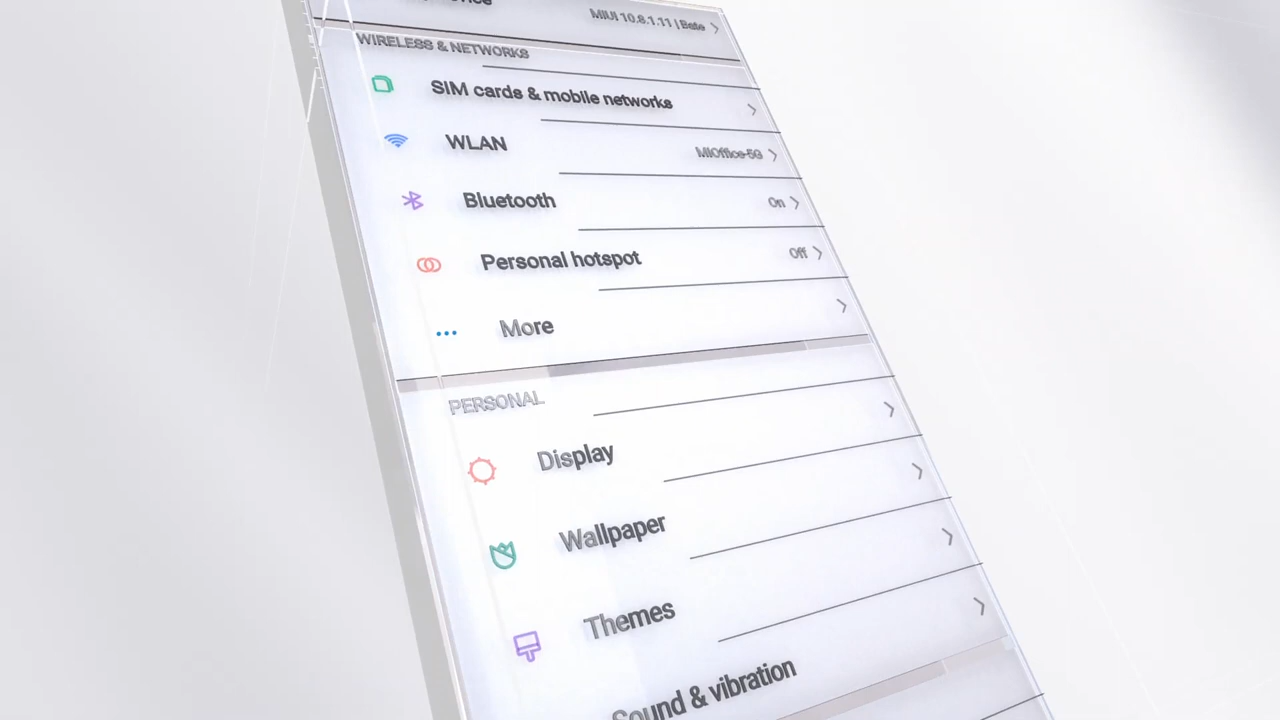 MIUI 10.8.1.11 | Beta
WIRELESS & NETWORKS
SIM cards & mobile networks
WLAN
MIOffice-5G
Bluetooth
On
Personal hotspot
Off
More
PERSONAL
Display
Wallpaper
Themes
Sound & vibration